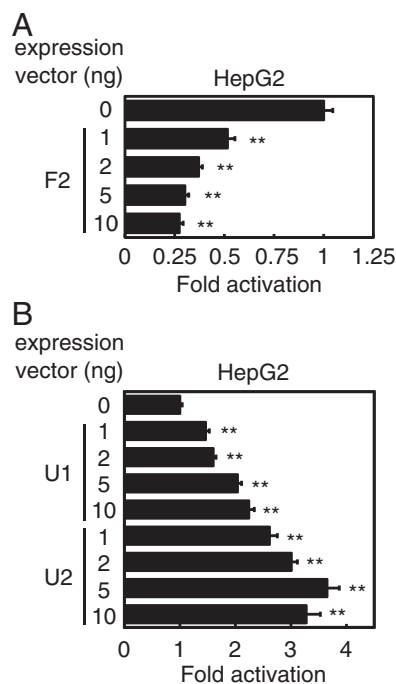 A
expression
vector (ng)
HepG2
0
1
**
2
**
F2
5
**
10
**
0 0.25 0.5 0.75 1 1.25
Fold activation
B
expression
vector (ng)
HepG2
0
1
**
2
**
U1
5
**
10
**
1
**
2
**
U2
5
**
10
**
0 1 2 3 4
Fold activation